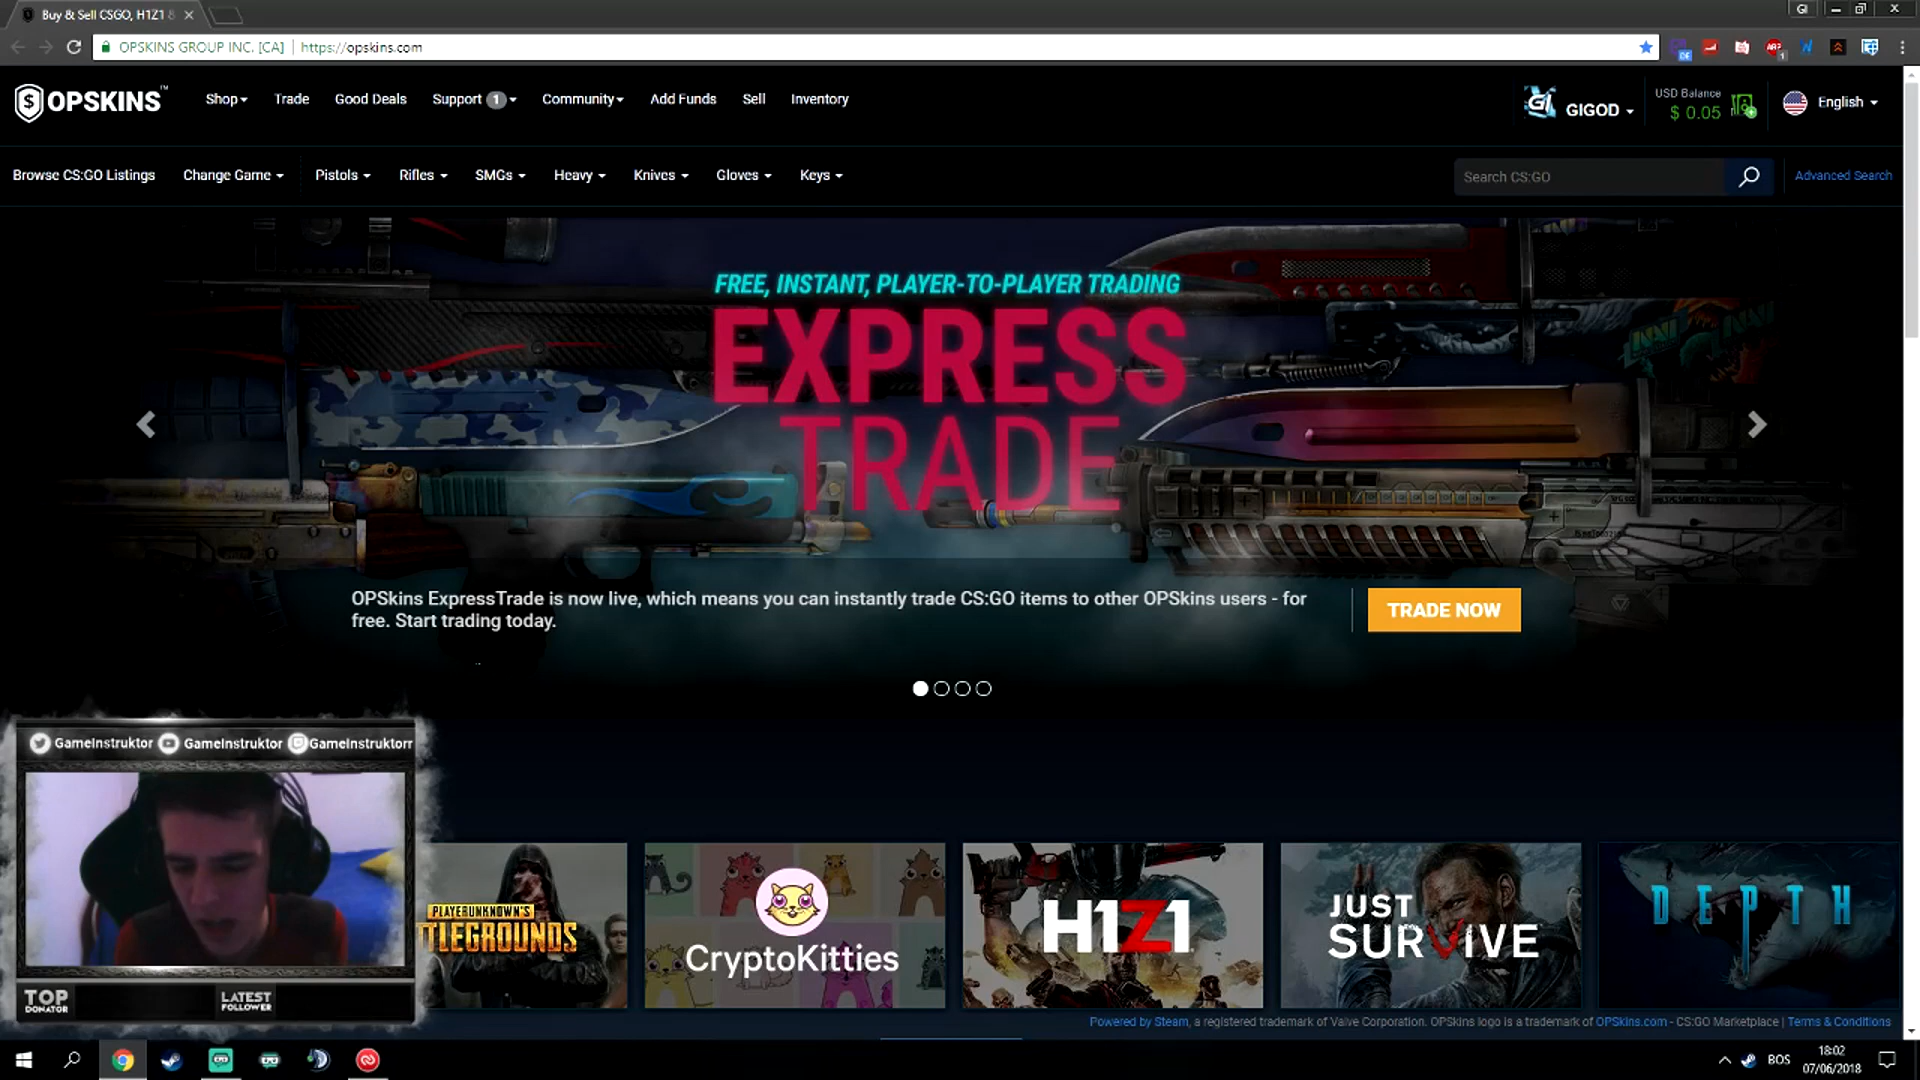 Buy & Sell CSGO, H1Z1 &
GI
OPSKINS GROUP INC. [CA] | https://opskins.com
OPSKINS™
Shop
Trade
Good Deals
Support 1
Community
Add Funds
Sell
Inventory
GIGOD
USD Balance
$ 0.05
English
Browse CS:GO Listings
Change Game
Pistols
Rifles
SMGs
Heavy
Knives
Gloves
Keys
Search CS:GO
Advanced Search
FREE, INSTANT, PLAYER-TO-PLAYER TRADING
EXPRESS
TRADE
OPSkins ExpressTrade is now live, which means you can instantly trade CS:GO items to other OPSkins users - for
free. Start trading today.
TRADE NOW
GameInstruktor
GameInstruktor
GameInstruktorr
TOP
DONATOR
LATEST
FOLLOWER
PLAYERUNKNOWN'S
TTLEGROUNDS
CryptoKitties
H1Z1
JUST
SURVIVE
DEPTH
Powered by Steam, a registered trademark of Valve Corporation. OPSkins logo is a trademark of OPSkins.com - CS:GO Marketplace | Terms & Conditions
BOS
18:02
07/06/2018